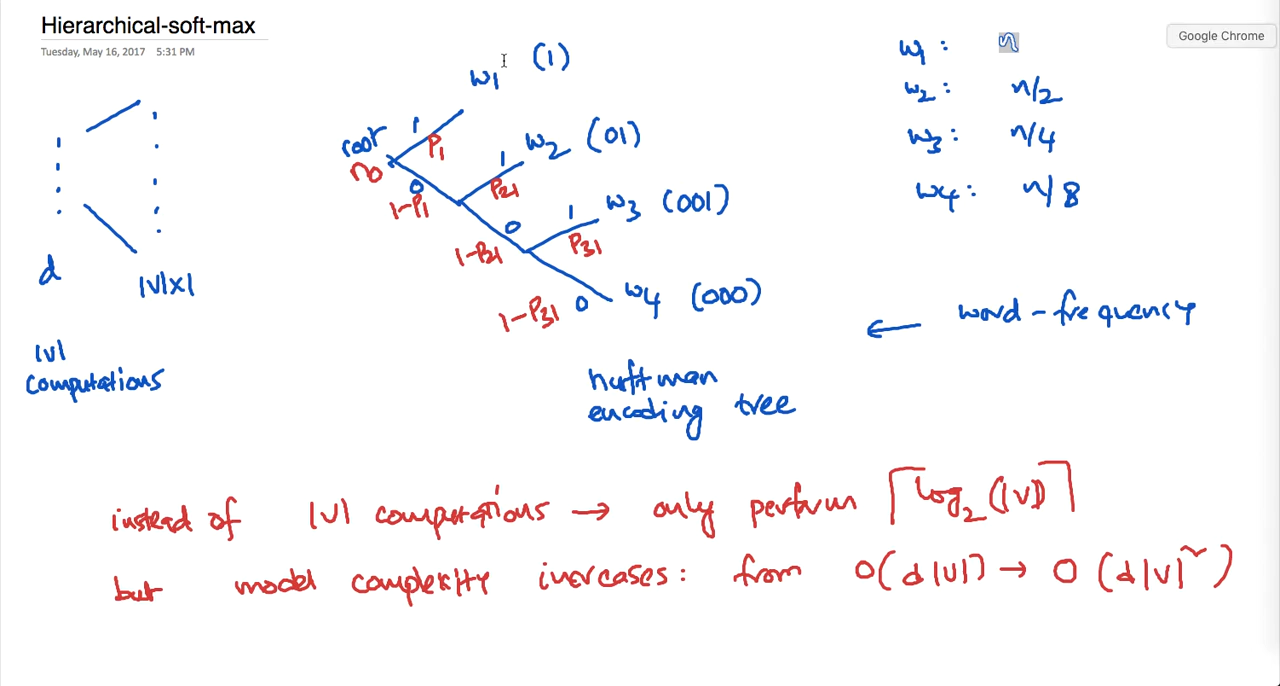 Hierarchical-soft-max
Tuesday, May 16, 2017 5:31 PM
Google Chrome
d
|V|x1
|V|
computations
root
n0
1
P1
0
1-P1
w1 (1)
1
P21
0
1-P21
w2 (01)
1
P31
0
1-P31
w3 (001)
w4 (000)
w1 : n
w2 : n/2
w3 : n/4
w4 : n/8
← word-frequency
huffman
encoding tree
instead of |V| computations → only perform ⌈log2(|V|)⌉
but model complexity increases: from O(d|V|) → O(d|V|²)